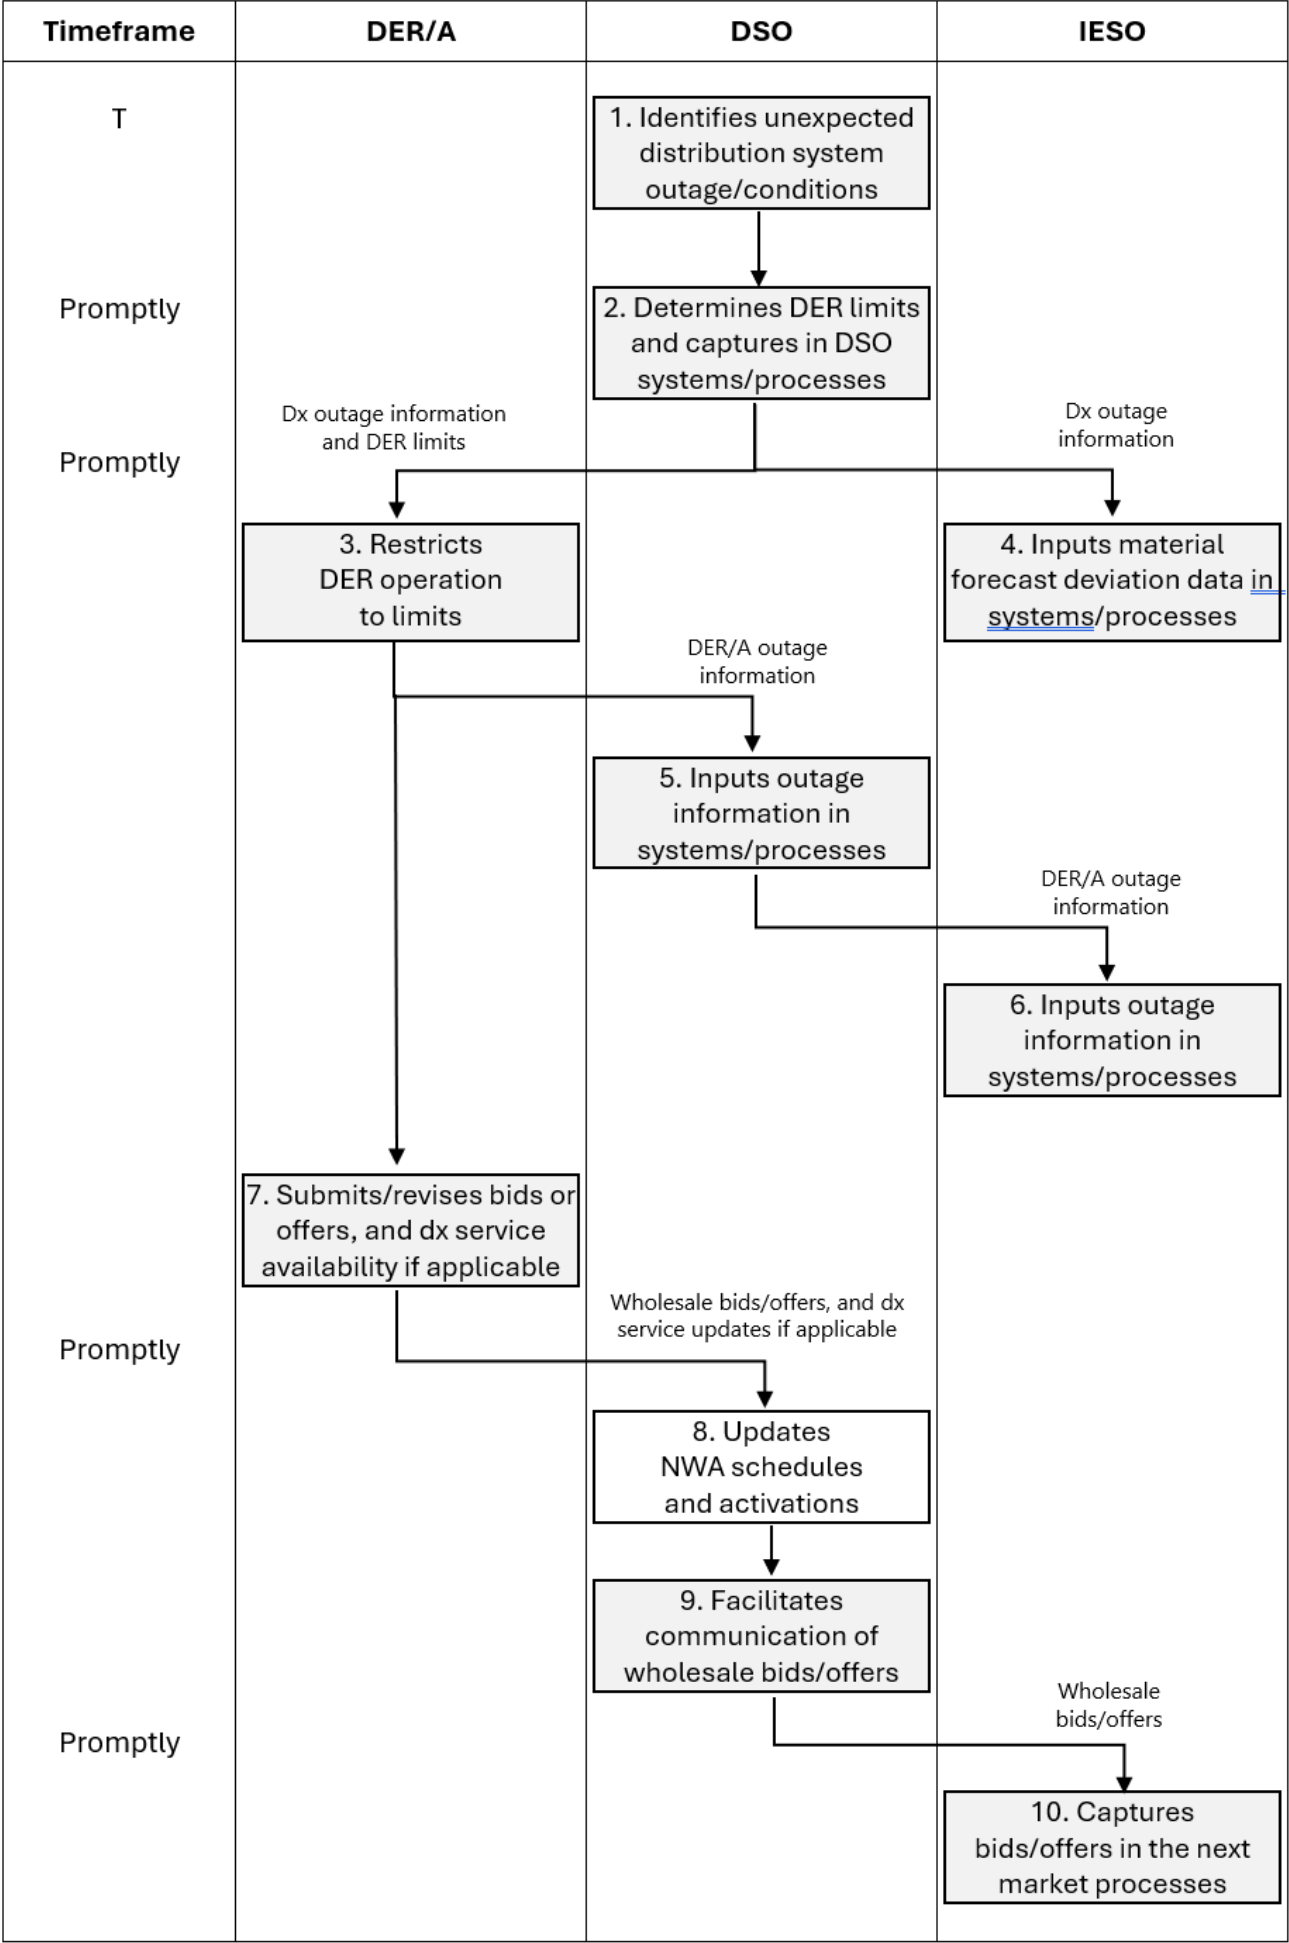 Timeframe
DER/A
DSO
IESO
T
1. Identifies unexpected
distribution system
outage/conditions
Promptly
2. Determines DER limits
and captures in DSO
systems/processes
Dx outage information
and DER limits
Dx outage
information
Promptly
3. Restricts
DER operation
to limits
4. Inputs material
forecast deviation data in
systems/processes
DER/A outage
information
5. Inputs outage
information in
systems/processes
DER/A outage
information
6. Inputs outage
information in
systems/processes
7. Submits/revises bids or
offers, and dx service
availability if applicable
Wholesale bids/offers, and dx
service updates if applicable
Promptly
8. Updates
NWA schedules
and activations
9. Facilitates
communication of
wholesale bids/offers
Wholesale
bids/offers
Promptly
10. Captures
bids/offers in the next
market processes